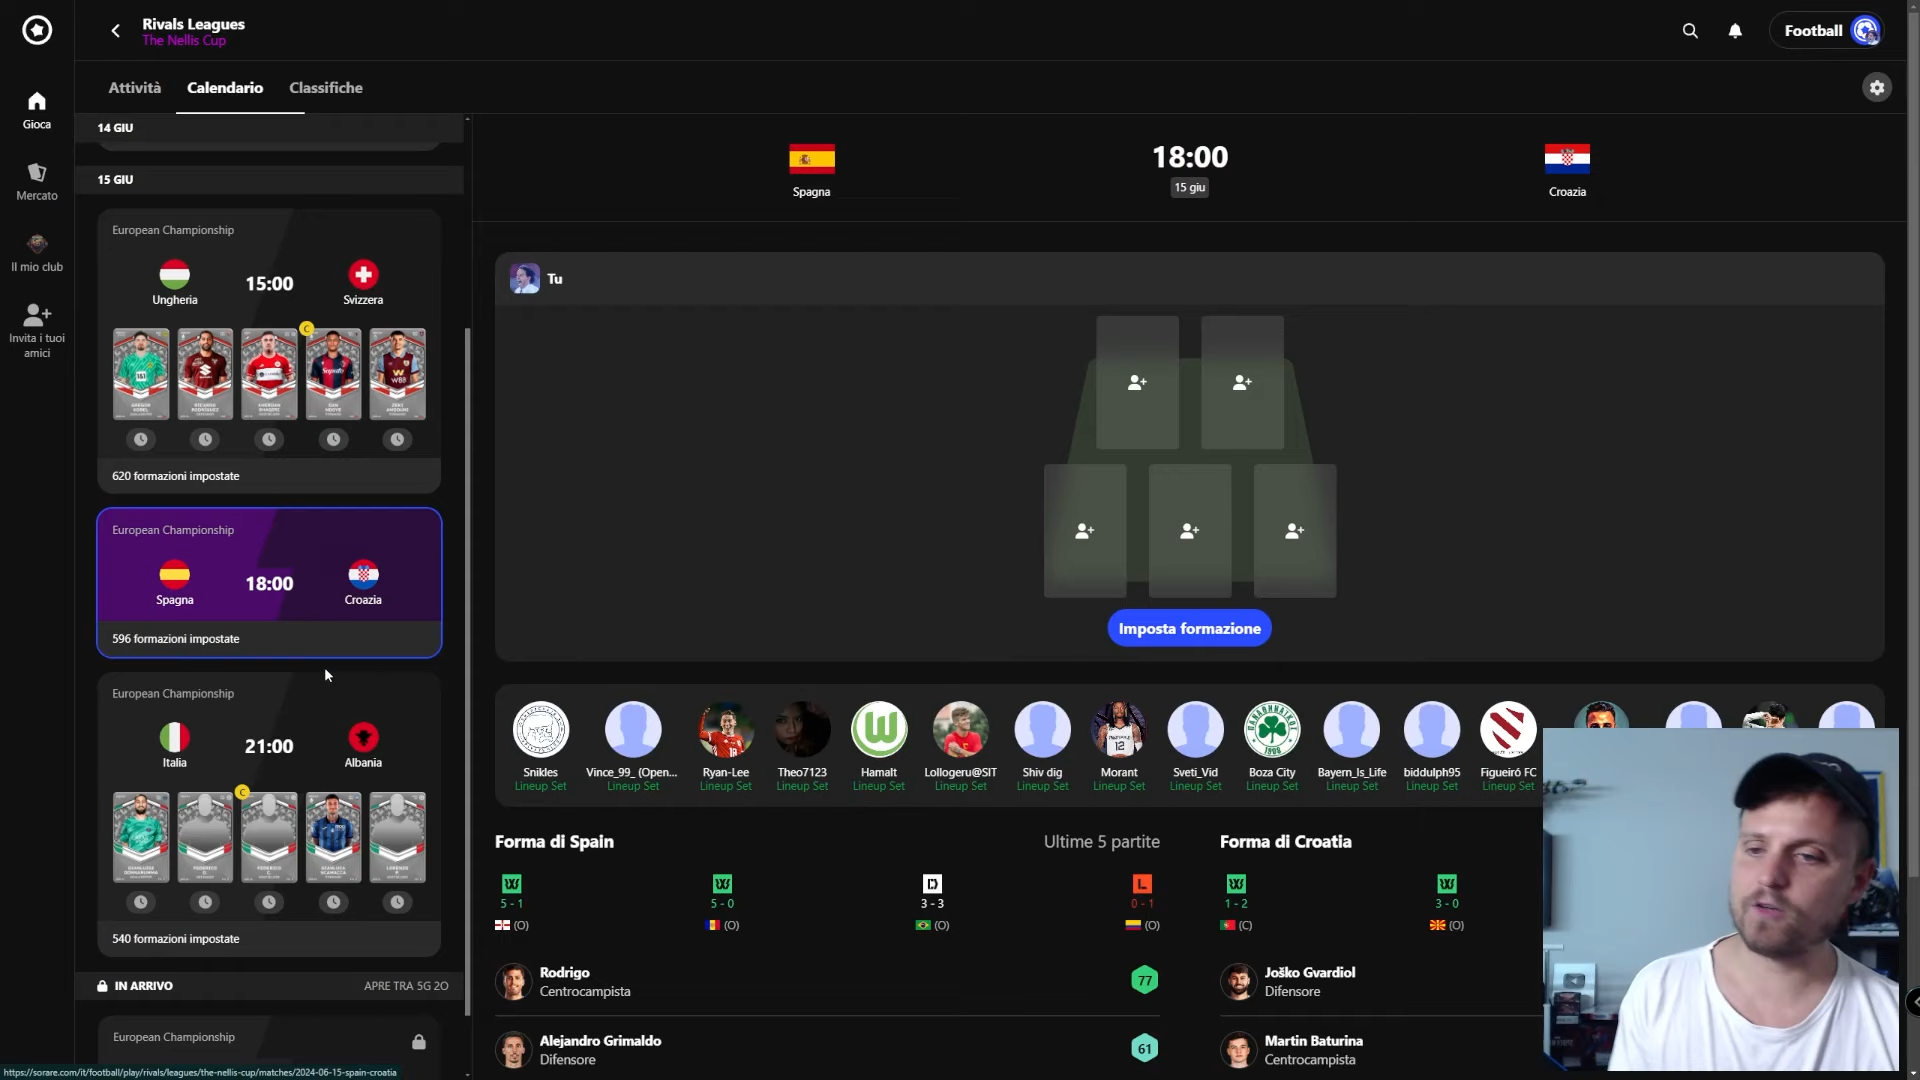 Rivals Leagues
The Nellis Cup
Football
Gioca
Mercato
Il mio club
Invita i tuoi
amici
Attività
Calendario
Classifiche
14 GIU
15 GIU
European Championship
Ungheria
15:00
Svizzera
C
620 formazioni impostate
European Championship
Spagna
18:00
Croazia
596 formazioni impostate
European Championship
Italia
21:00
Albania
C
540 formazioni impostate
IN ARRIVO
APRE TRA 5G 2O
European Championship
https://sorare.com/it/football/play/rivals/leagues/the-nellis-cup/matches/2024-06-15-spain-croatia
Spagna
18:00
15 giu
Croazia
Tu
Imposta formazione
Snikles
Lineup Set
Vince_99_ (Open...
Lineup Set
Ryan-Lee
Lineup Set
Theo7123
Lineup Set
Hamalt
Lineup Set
Lollogeru@SIT
Lineup Set
Shiv dig
Lineup Set
Morant
Lineup Set
Sveti_Vid
Lineup Set
Boza City
Lineup Set
Bayern_Is_Life
Lineup Set
biddulph95
Lineup Set
Figueiró FC
Lineup Set
Forma di Spain
Ultime 5 partite
W
5 - 1
(O)
W
5 - 0
(O)
D
3 - 3
(O)
L
0 - 1
(O)
Rodrigo
Centrocampista
77
Alejandro Grimaldo
Difensore
61
Forma di Croatia
W
1 - 2
(C)
W
3 - 0
(O)
Joško Gvardiol
Difensore
Martin Baturina
Centrocampista